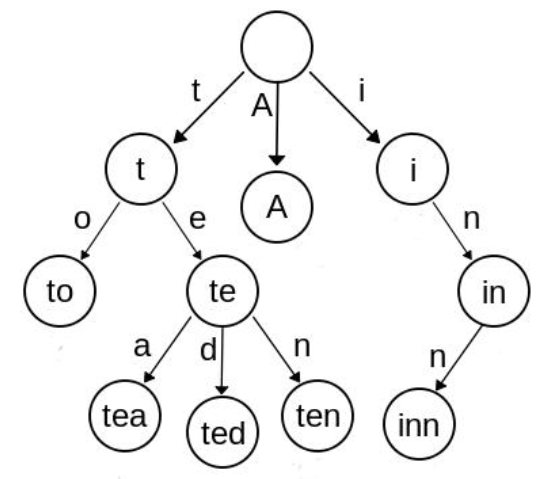 t A i
t A i
o e n
to te in
a d n n
tea ted ten inn